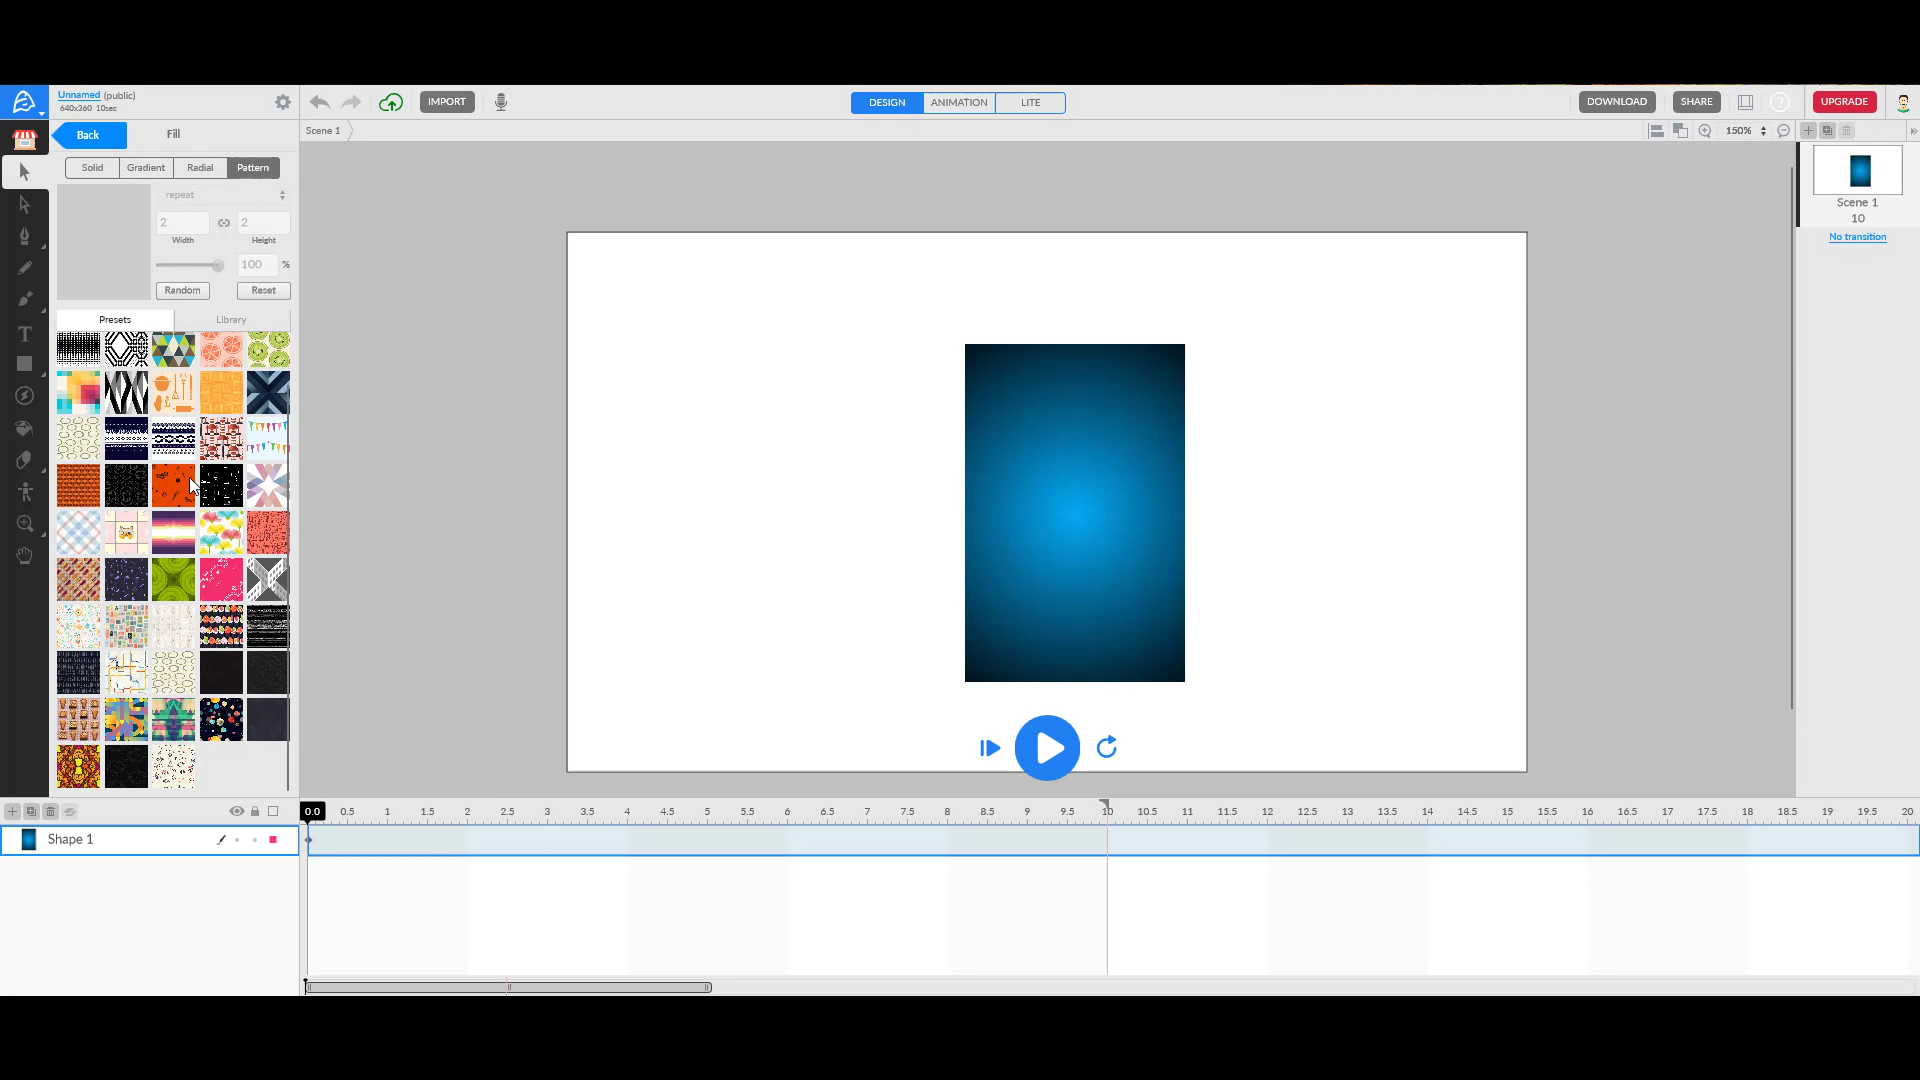 Unnamed (public)
640x360 10sec
IMPORT
DESIGN ANIMATION LITE
DOWNLOAD SHARE ? UPGRADE
Back Fill
Scene 1
150%
Solid Gradient Radial Pattern
repeat
2 2
Width Height
100 %
Random Reset
Presets Library
Scene 1
10
No transition
0.0 0.5 1 1.5 2 2.5 3 3.5 4 4.5 5 5.5 6 6.5 7 7.5 8 8.5 9 9.5 10 10.5 11 11.5 12 12.5 13 13.5 14 14.5 15 15.5 16 16.5 17 17.5 18 18.5 19 19.5 20
Shape 1